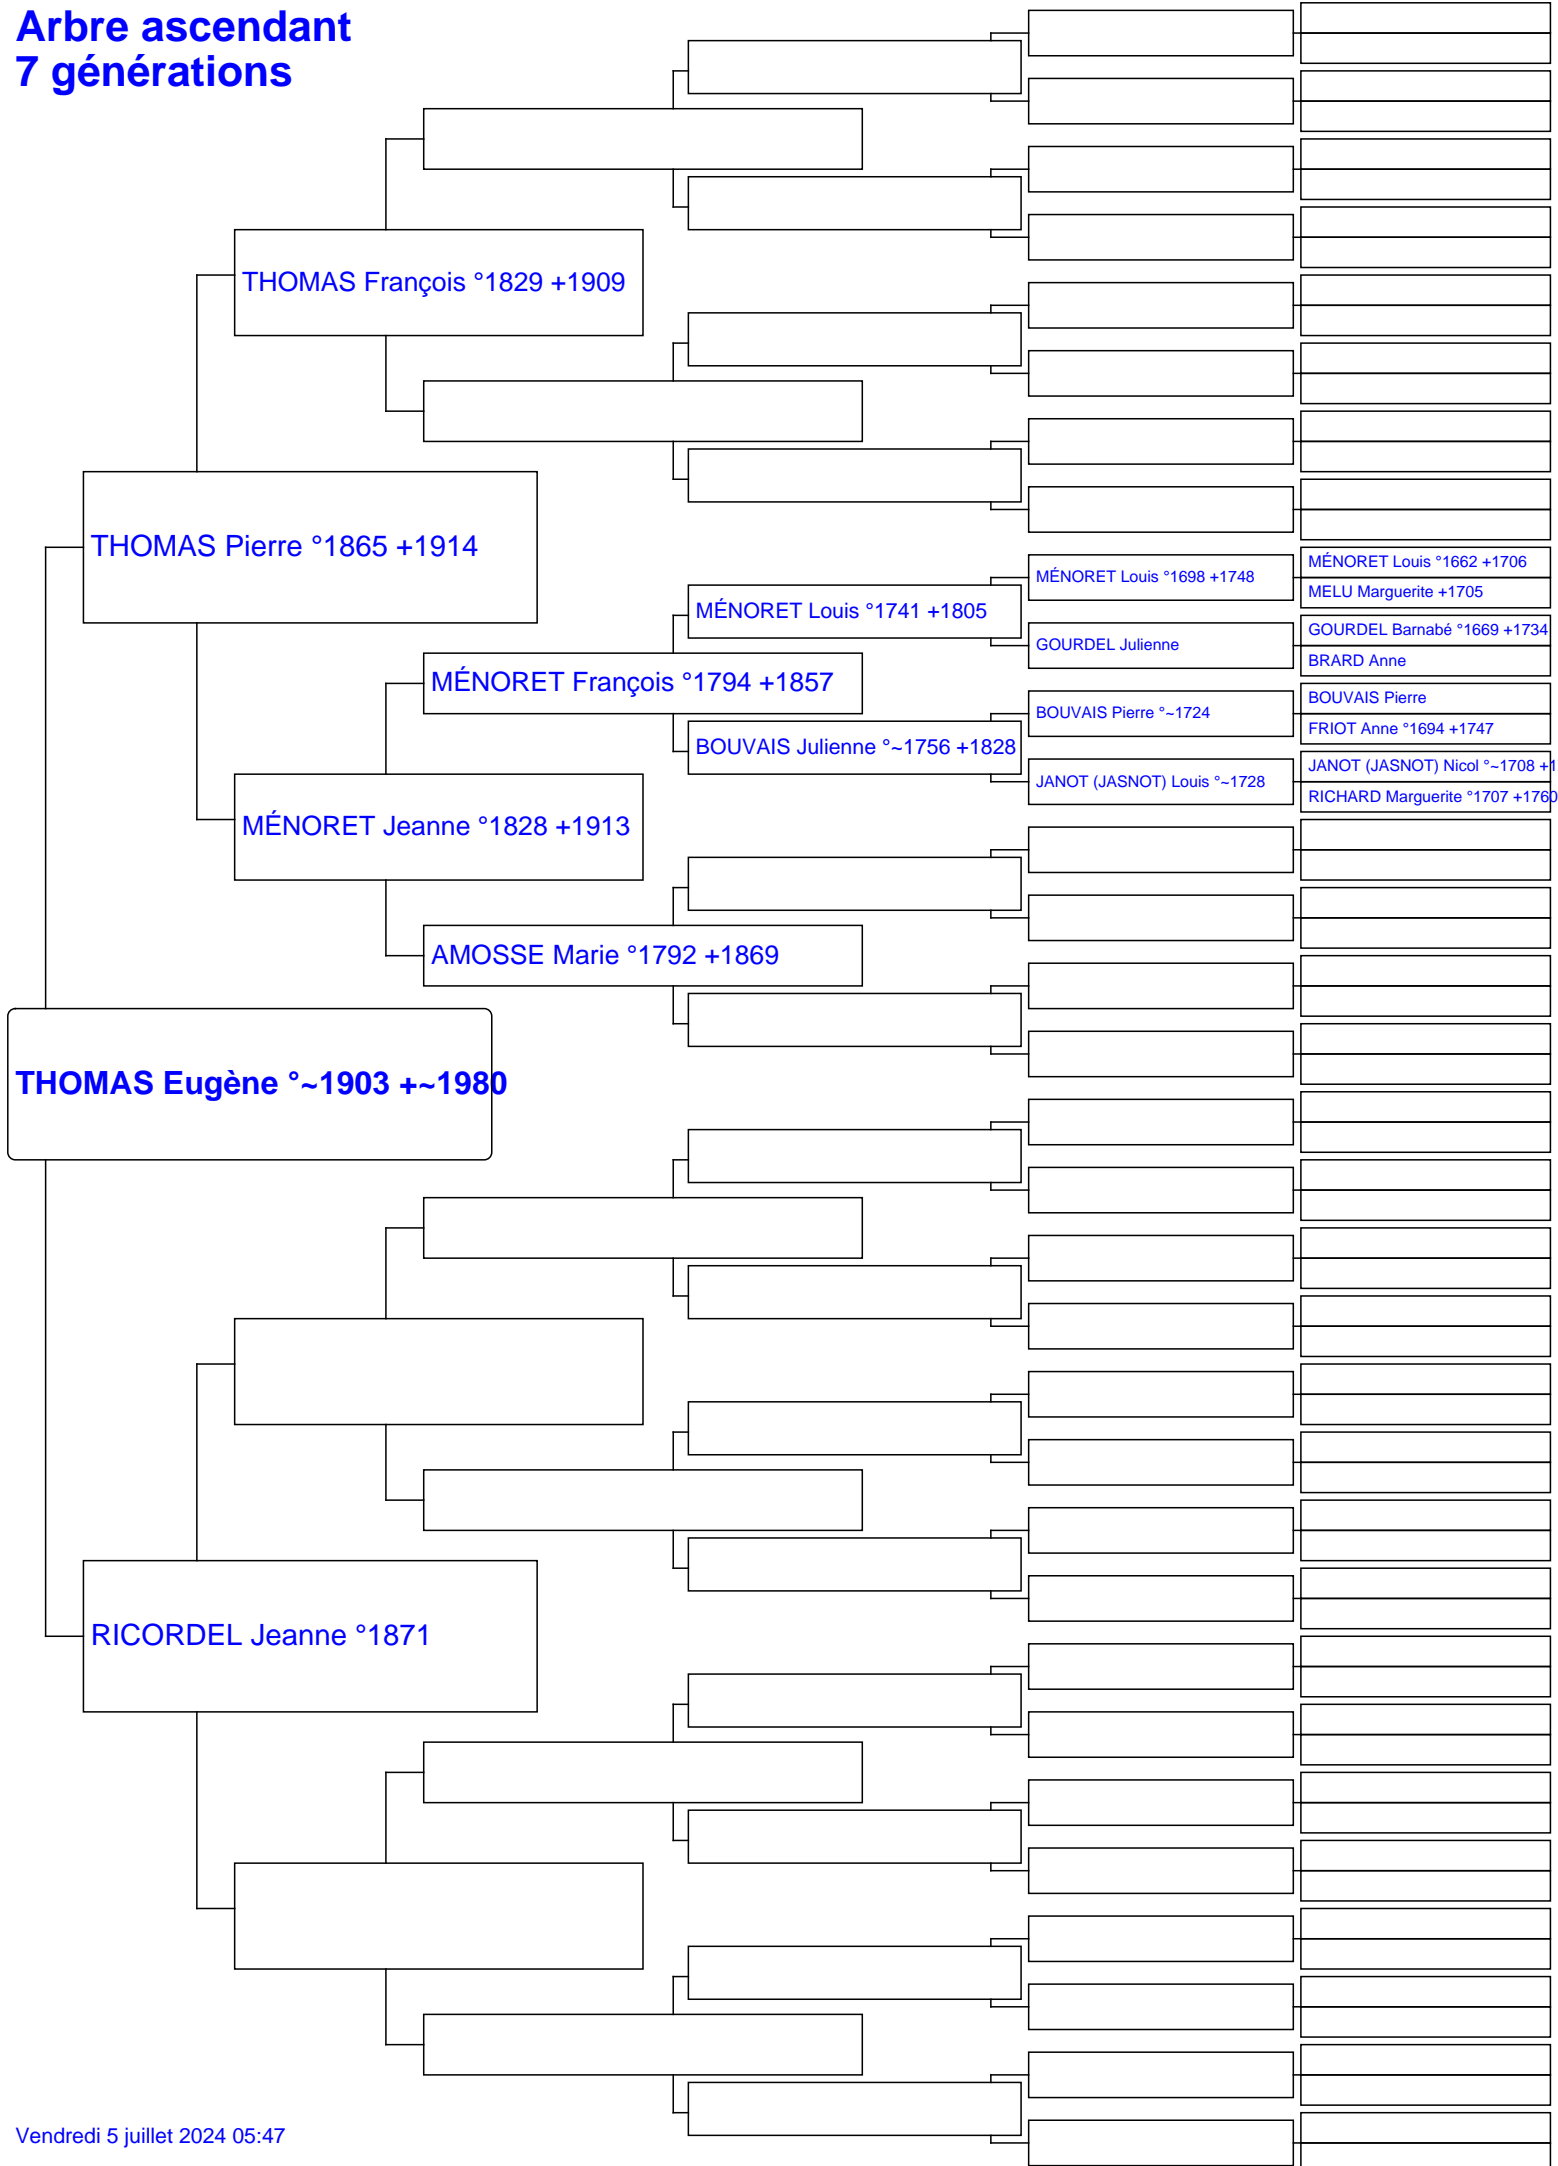 Arbre ascendant
7 générations
THOMAS François °1829 +1909
THOMAS Pierre °1865 +1914
MÉNORET Louis °1662 +1706
MÉNORET Louis °1698 +1748
MELU Marguerite +1705
MÉNORET Louis °1741 +1805
GOURDEL Barnabé °1669 +1734
GOURDEL Julienne
BRARD Anne
MÉNORET François °1794 +1857
BOUVAIS Pierre
BOUVAIS Pierre °~1724
FRIOT Anne °1694 +1747
BOUVAIS Julienne °~1756 +1828
JANOT (JASNOT) Nicol °~1708 +1
JANOT (JASNOT) Louis °~1728
RICHARD Marguerite °1707 +1760
MÉNORET Jeanne °1828 +1913
AMOSSE Marie °1792 +1869
THOMAS Eugène °~1903 +~1980
RICORDEL Jeanne °1871
Vendredi 5 juillet 2024 05:47